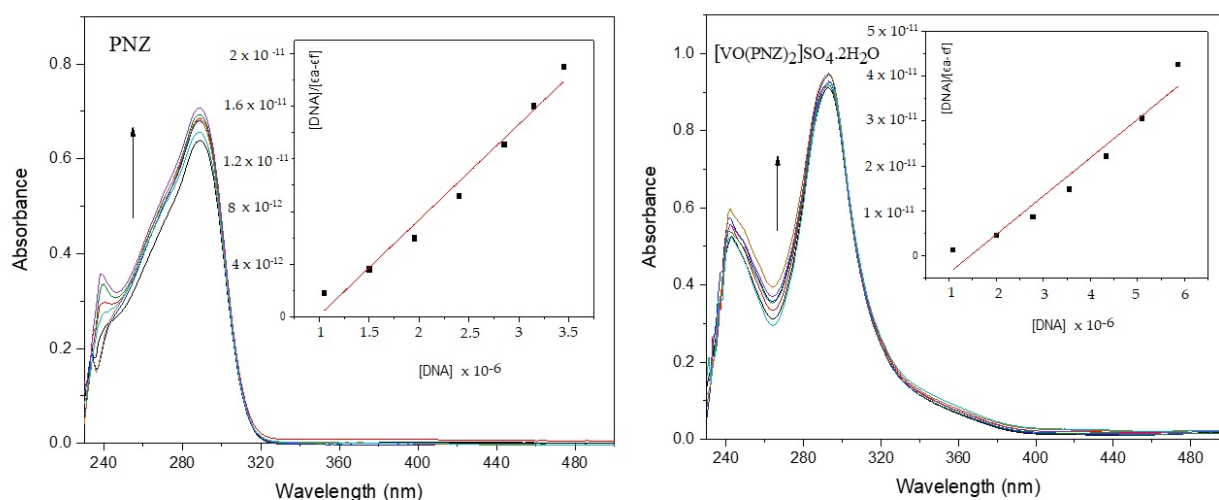 PNZ
0.8
0.6
0.4
0.2
0.0
240 280 320 360 400 440 480
Absorbance
Wavelength (nm)
[DNA]/[ϵa-ϵf]
2 x 10-11
1.6 x 10-11
1.2 x 10-11
8 x 10-12
4 x 10-12
0
1 1.5 2 2.5 3 3.5
[DNA] x 10-6
[VO(PNZ)2]SO4.2H2O
1.0
0.8
0.6
0.4
0.2
0.0
240 280 320 360 400 440 480
Absorbance
Wavelength (nm)
[DNA]/[ϵa-ϵf]
5 x 10-11
4 x 10-11
3 x 10-11
2 x 10-11
1 x 10-11
0
1 2 3 4 5 6
[DNA] x 10-6